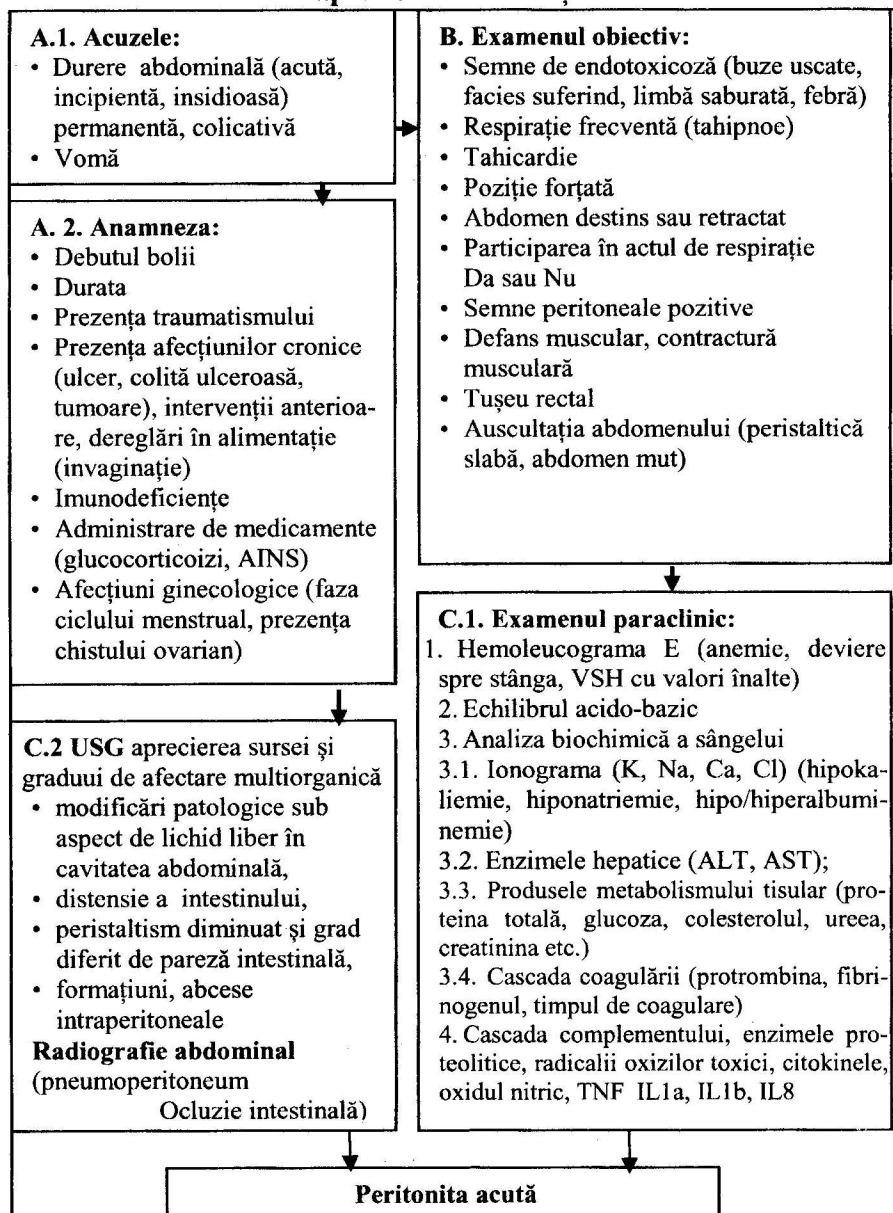 A.1. Acuzele:
• Durere abdominală (acută,
incipientă, insidioasă)
permanentă, colicativă
• Vomă
A. 2. Anamneza:
• Debutul bolii
• Durata
• Prezența traumatismului
• Prezența afecțiunilor cronice
(ulcer, colită ulceroasă,
tumoare), intervenții anterioa-
re, dereglări în alimentație
(invaginație)
• Imunodeficiențe
• Administrare de medicamente
(glucocorticoizi, AINS)
• Afecțiuni ginecologice (faza
ciclului menstrual, prezența
chistului ovarian)
C.2 USG aprecierea sursei și
graduui de afectare multiorganică
• modificări patologice sub
aspect de lichid liber în
cavitatea abdominală,
• distensie a intestinului,
• peristaltism diminuat și grad
diferit de pareză intestinală,
• formațiuni, abcese
intraperitoneale
Radiografie abdominal
(pneumoperitoneum
Ocluzie intestinală)
B. Examenul obiectiv:
• Semne de endotoxicoză (buze uscate,
facies suferind, limbă saburată, febră)
• Respirație frecventă (tahipnoe)
• Tahicardie
• Poziție forțată
• Abdomen destins sau retractat
• Participarea în actul de respirație
Da sau Nu
• Semne peritoneale pozitive
• Defans muscular, contractură
musculară
• Tușeu rectal
• Auscultația abdomenului (peristaltică
slabă, abdomen mut)
C.1. Examenul paraclinic:
1. Hemoleucograma E (anemie, deviere
spre stânga, VSH cu valori înalte)
2. Echilibrul acido-bazic
3. Analiza biochimică a sângelui
3.1. Ionograma (K, Na, Ca, Cl) (hipoka-
liemie, hiponatriemie, hipo/hiperalbumi-
nemie)
3.2. Enzimele hepatice (ALT, AST);
3.3. Produsele metabolismului tisular (pro-
teina totală, glucoza, colesterolul, ureea,
creatinina etc.)
3.4. Cascada coagulării (protrombina, fibri-
nogenul, timpul de coagulare)
4. Cascada complementului, enzimele pro-
teolitice, radicalii oxizilor toxici, citokinele,
oxidul nitric, TNF IL1a, IL1b, IL8
Peritonita acută